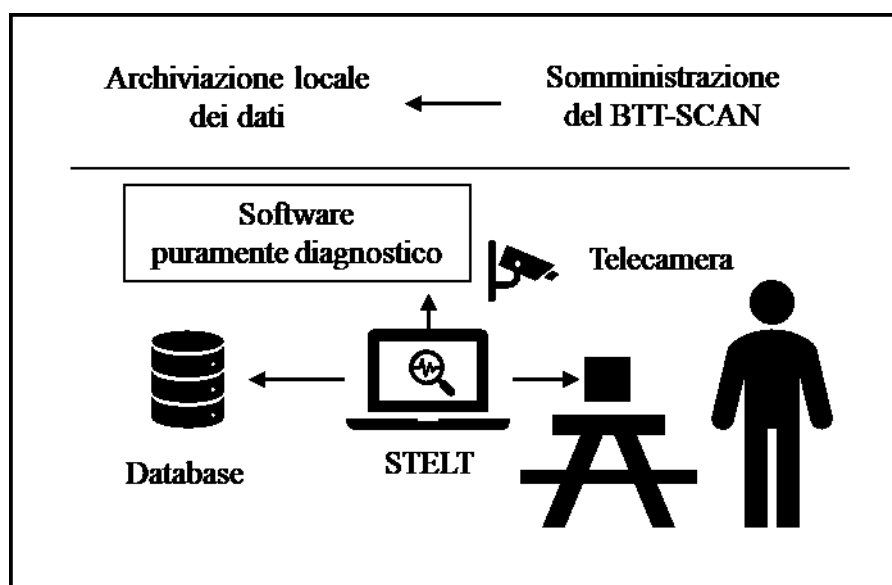 Archiviazione locale
dei dati
Somministrazione
del BTT-SCAN
Software
puramente diagnostico
Telecamera
Database
STELT